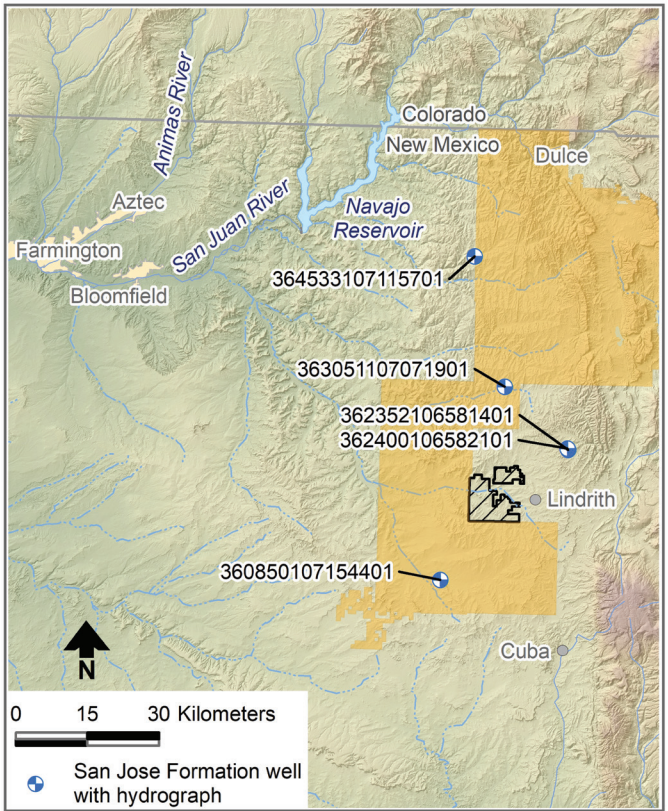 Colorado
New Mexico
Dulce
Animas River
Aztec
San Juan River
Navajo
Reservoir
Farmington
Bloomfield
364533107115701
363051107071901
362352106581401
362400106582101
Lindrith
360850107154401
Cuba
N
0 15 30 Kilometers
San Jose Formation well
with hydrograph